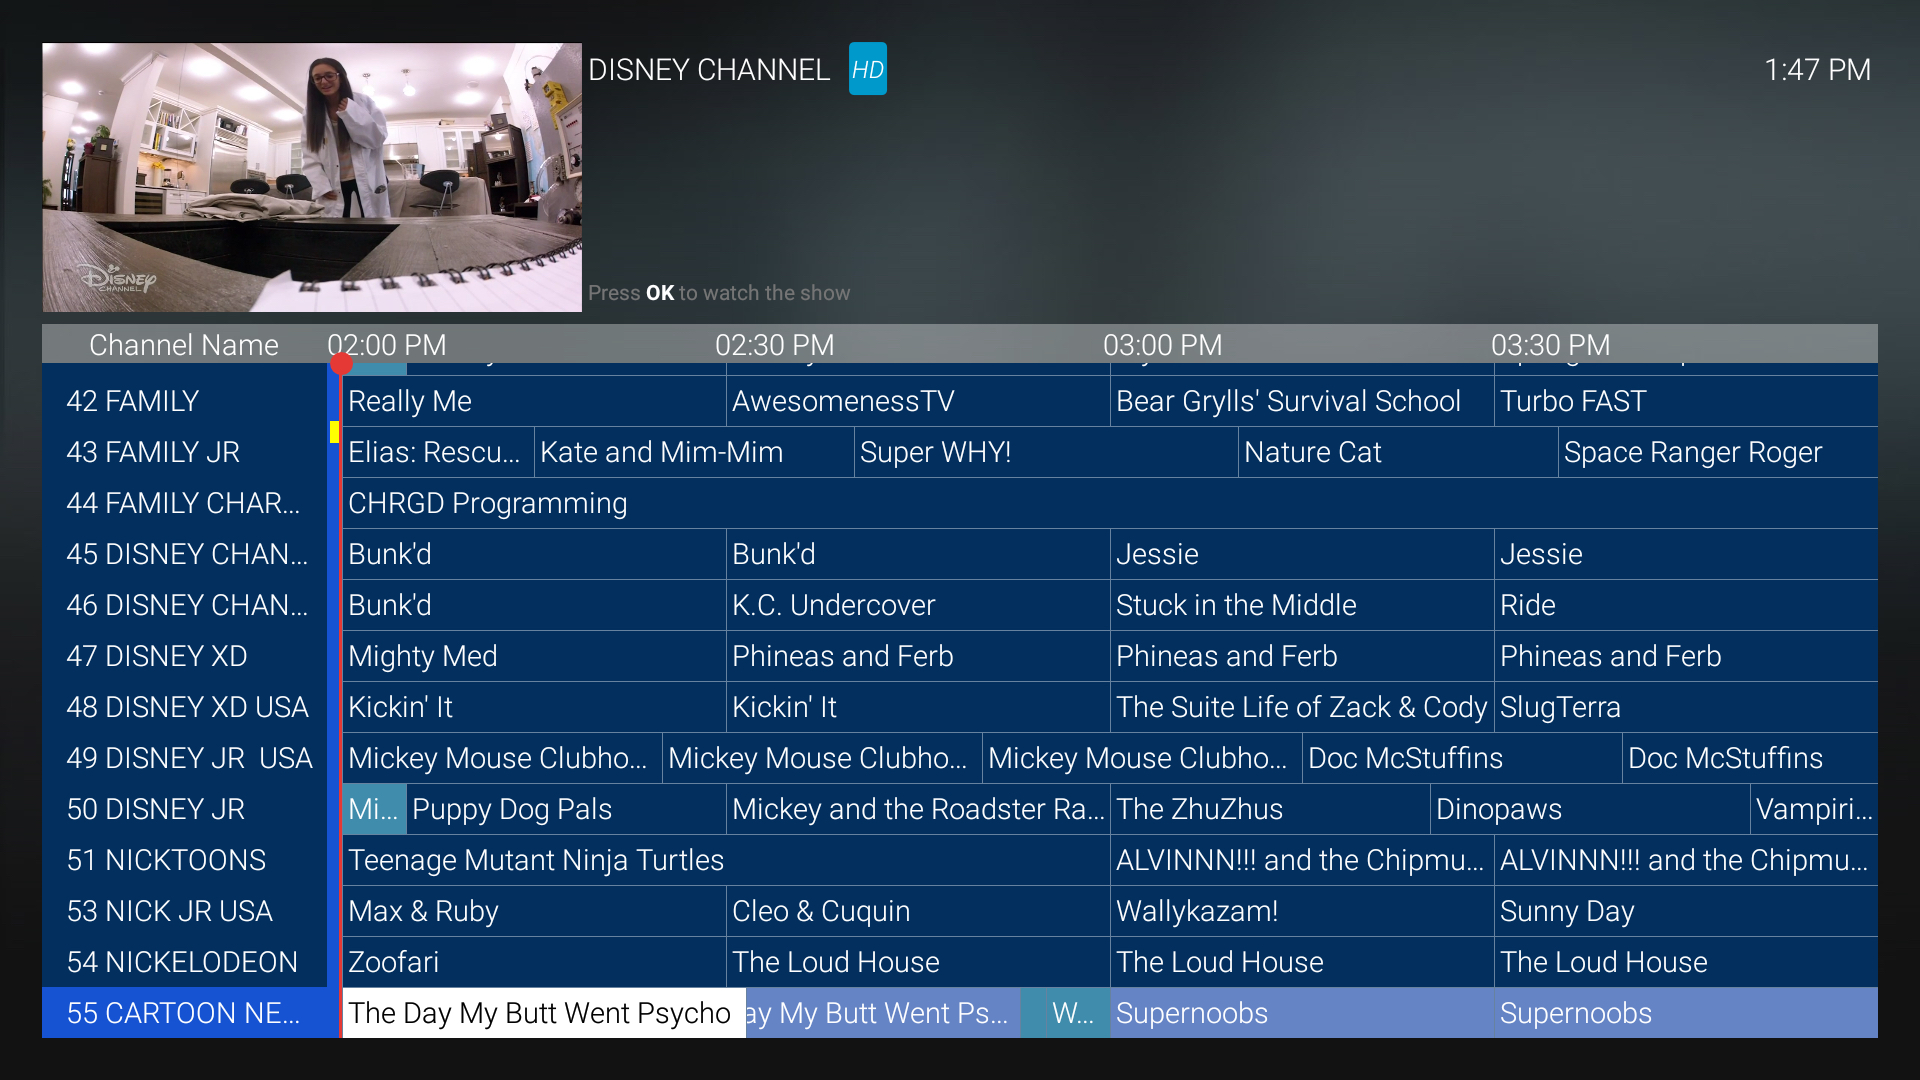 DISNEY CHANNEL HD
1:47 PM
Disney CHANNEL
Press OK to watch the show
Channel Name 02:00 PM 02:30 PM 03:00 PM 03:30 PM
42 FAMILY Really Me AwesomenessTV Bear Grylls' Survival School Turbo FAST
43 FAMILY JR Elias: Rescu... Kate and Mim-Mim Super WHY! Nature Cat Space Ranger Roger
44 FAMILY CHAR... CHRGD Programming
45 DISNEY CHAN... Bunk'd Bunk'd Jessie Jessie
46 DISNEY CHAN... Bunk'd K.C. Undercover Stuck in the Middle Ride
47 DISNEY XD Mighty Med Phineas and Ferb Phineas and Ferb Phineas and Ferb
48 DISNEY XD USA Kickin' It Kickin' It The Suite Life of Zack & Cody SlugTerra
49 DISNEY JR  USA Mickey Mouse Clubho... Mickey Mouse Clubho... Mickey Mouse Clubho... Doc McStuffins Doc McStuffins
50 DISNEY JR Mi... Puppy Dog Pals Mickey and the Roadster Ra... The ZhuZhus Dinopaws Vampiri...
51 NICKTOONS Teenage Mutant Ninja Turtles ALVINNN!!! and the Chipmu... ALVINNN!!! and the Chipmu...
53 NICK JR USA Max & Ruby Cleo & Cuquin Wallykazam! Sunny Day
54 NICKELODEON Zoofari The Loud House The Loud House The Loud House
55 CARTOON NE... The Day My Butt Went Psycho ay My Butt Went Ps... W... Supernoobs Supernoobs